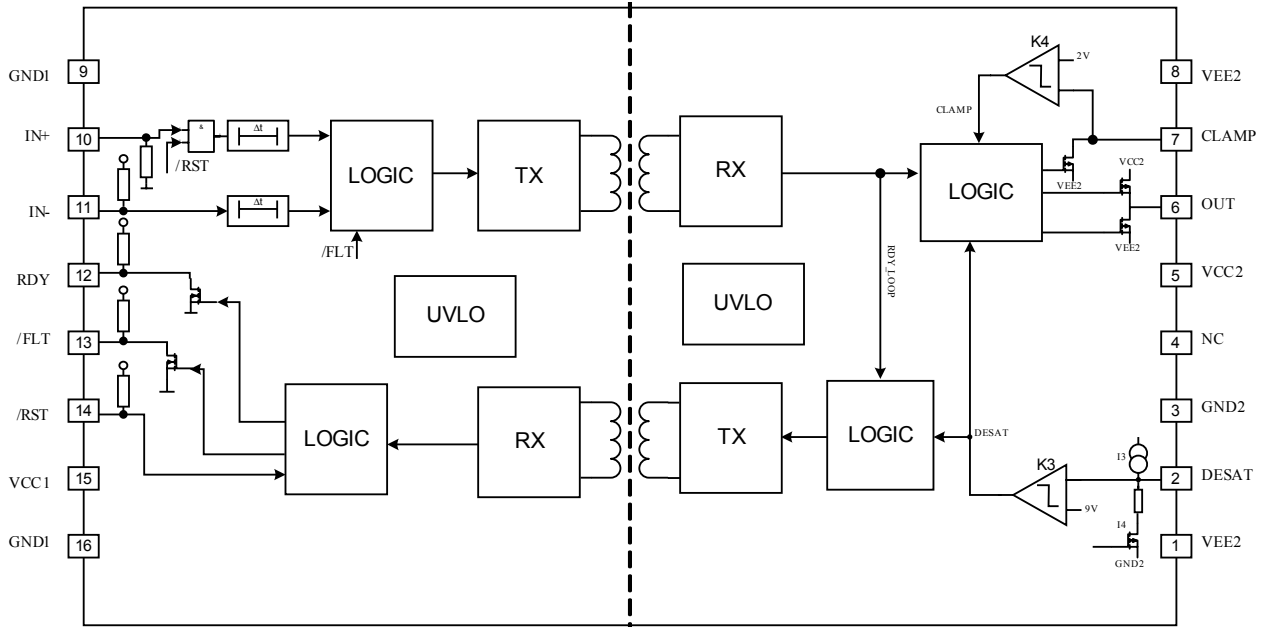 K4
2V
CLAMP
GND1
9
8
VEE2
IN+
10
&
Δt
/RST
LOGIC
TX
RX
LOGIC
VEE2
7
CLAMP
VCC2
IN-
11
Δt
/FLT
6
OUT
VEE2
RDY
12
UVLO
UVLO
RDY_LOOP
5
VCC2
/FLT
13
4
NC
/RST
14
LOGIC
RX
TX
LOGIC
DESAT
3
GND2
VCC1
15
K3
9V
I3
2
DESAT
I4
GND2
GND1
16
1
VEE2